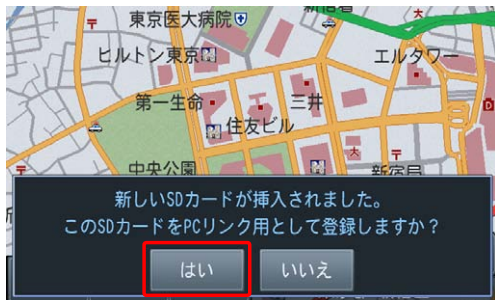 東京医大病院
ヒルトン東京
エルタワー
第一生命
三井
住友ビル
中央公園
新宿局
新しいSDカードが挿入されました。
このSDカードをPCリンク用として登録しますか？
はい
いいえ